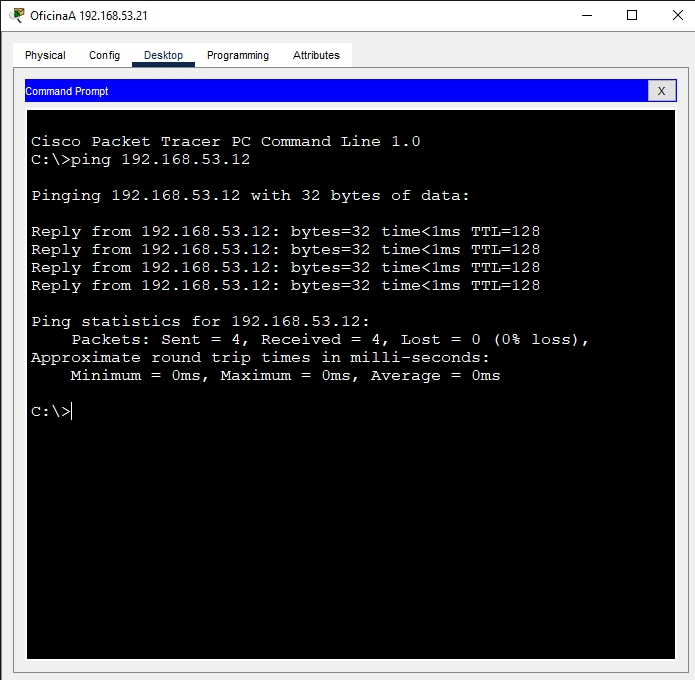 OficinaA 192.168.53.21
Physical Config Desktop Programming Attributes
Command Prompt X
Cisco Packet Tracer PC Command Line 1.0
C:\>ping 192.168.53.12
Pinging 192.168.53.12 with 32 bytes of data:
Reply from 192.168.53.12: bytes=32 time<1ms TTL=128
Reply from 192.168.53.12: bytes=32 time<1ms TTL=128
Reply from 192.168.53.12: bytes=32 time<1ms TTL=128
Reply from 192.168.53.12: bytes=32 time<1ms TTL=128
Ping statistics for 192.168.53.12:
Packets: Sent = 4, Received = 4, Lost = 0 (0% loss),
Approximate round trip times in milli-seconds:
Minimum = 0ms, Maximum = 0ms, Average = 0ms
C:\>